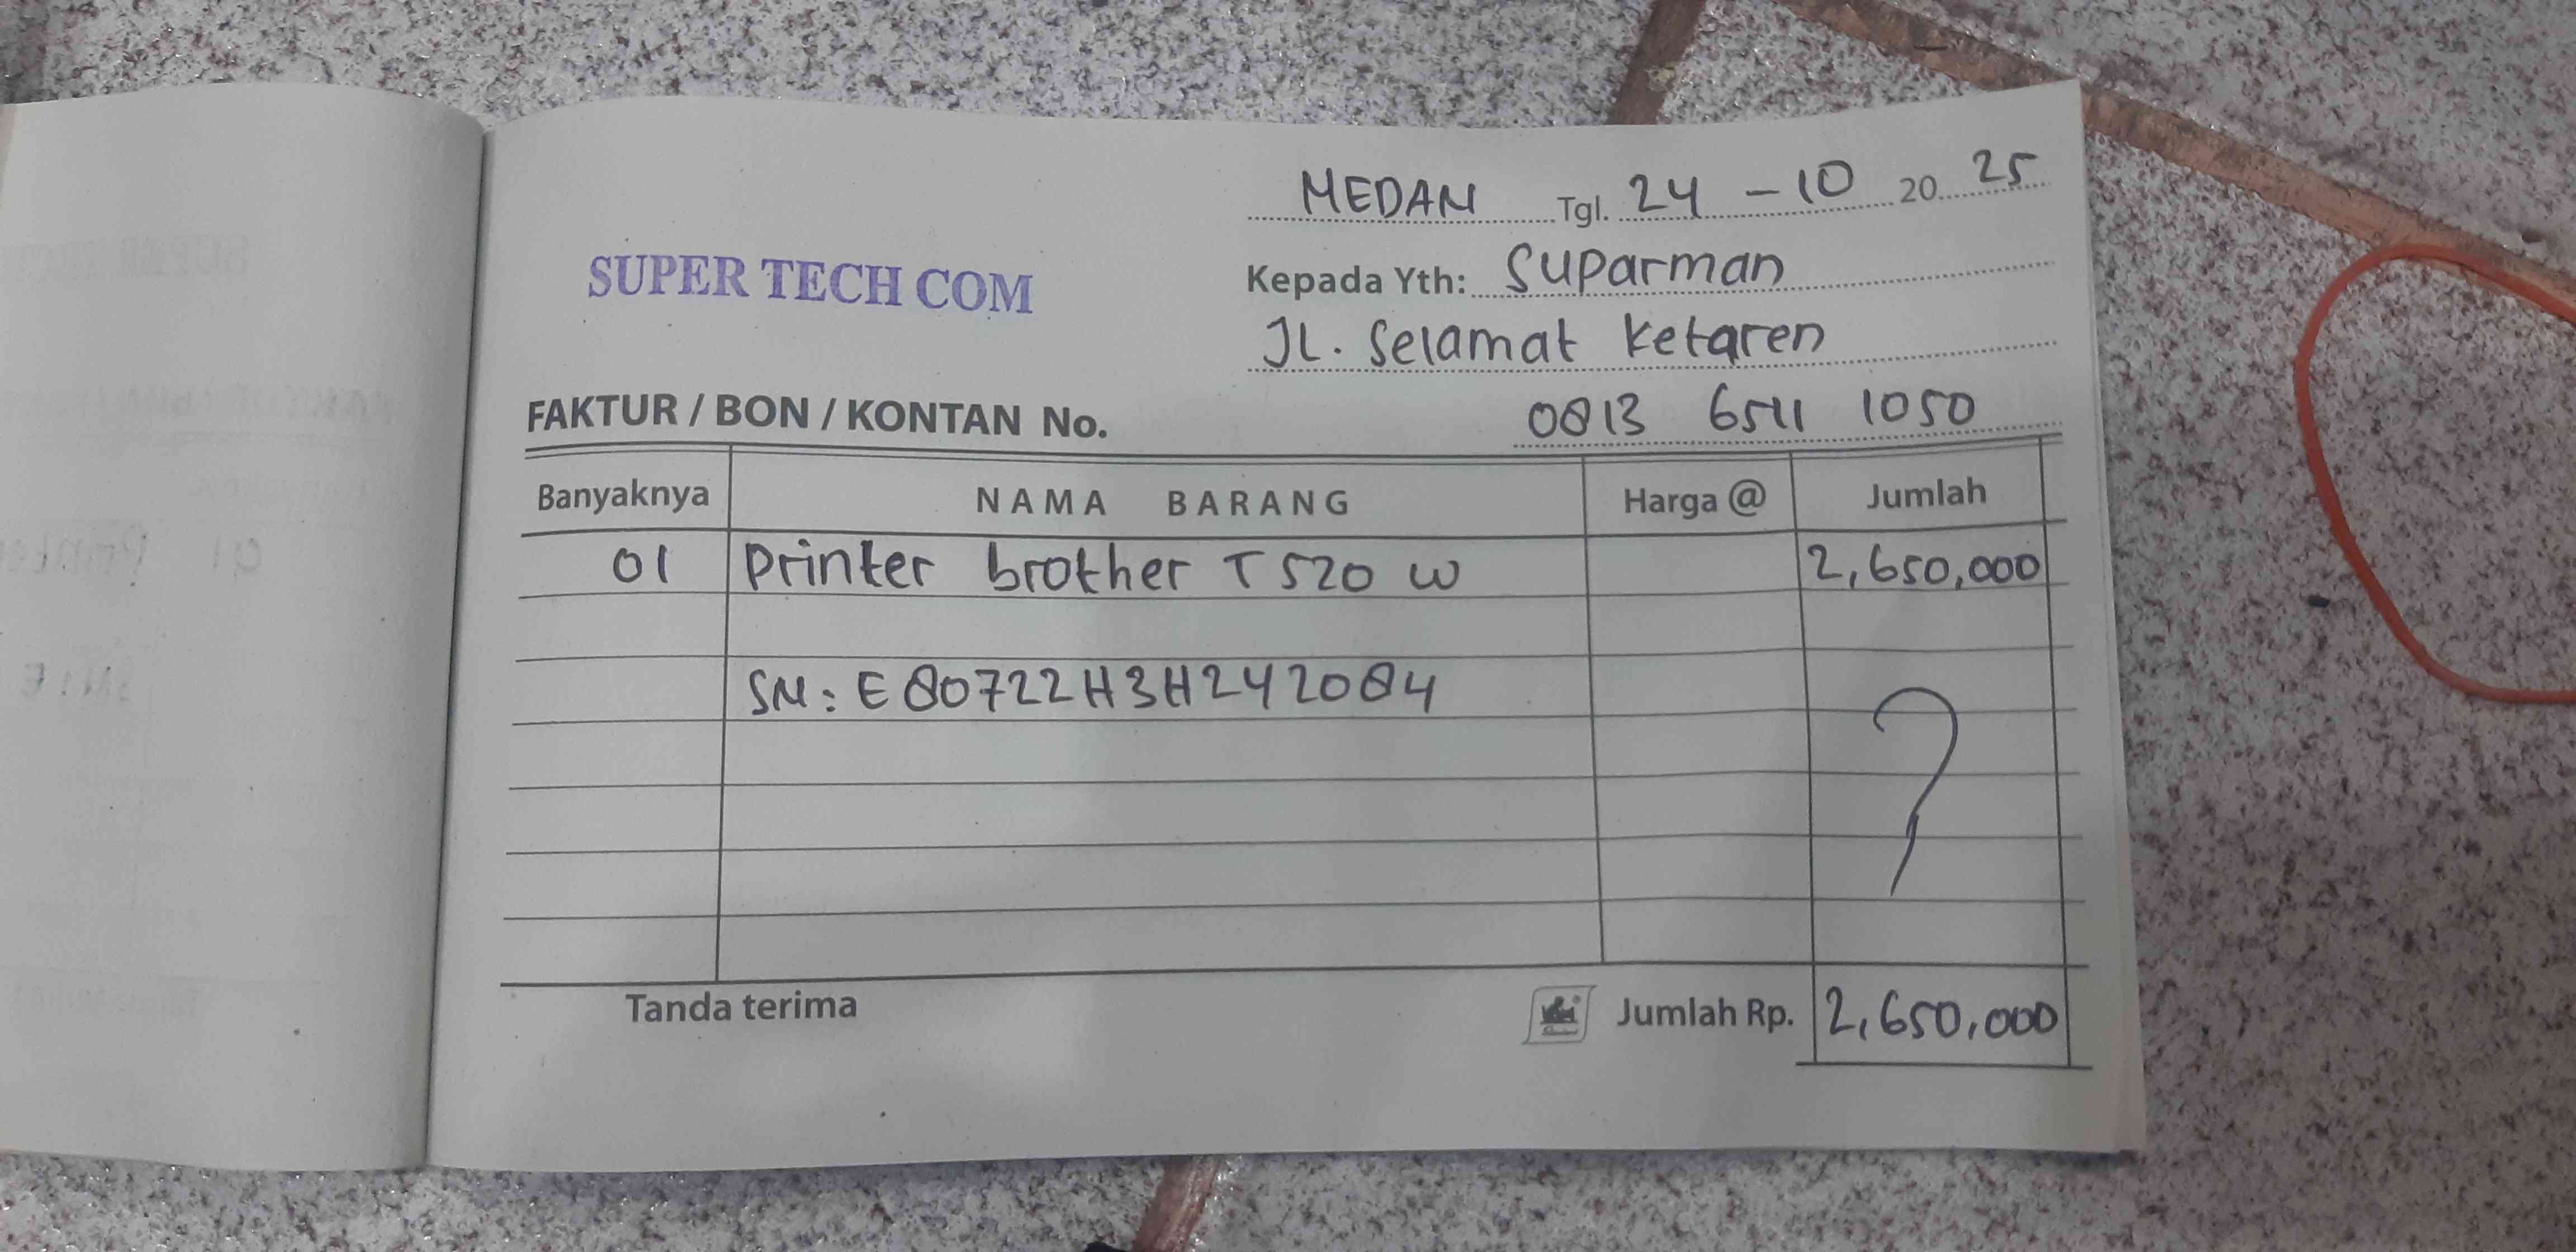 MEDAN Tgl. 24 - 10 20 25
SUPER TECH COM
Kepada Yth: Suparman
JL. Selamat Ketaren
FAKTUR / BON / KONTAN No.
0813 6511 1050
Banyaknya NAMA BARANG Harga @ Jumlah
01 Printer brother T520 W 2,650,000
SN: E80722H3H242084
Tanda terima Jumlah Rp. 2,650,000